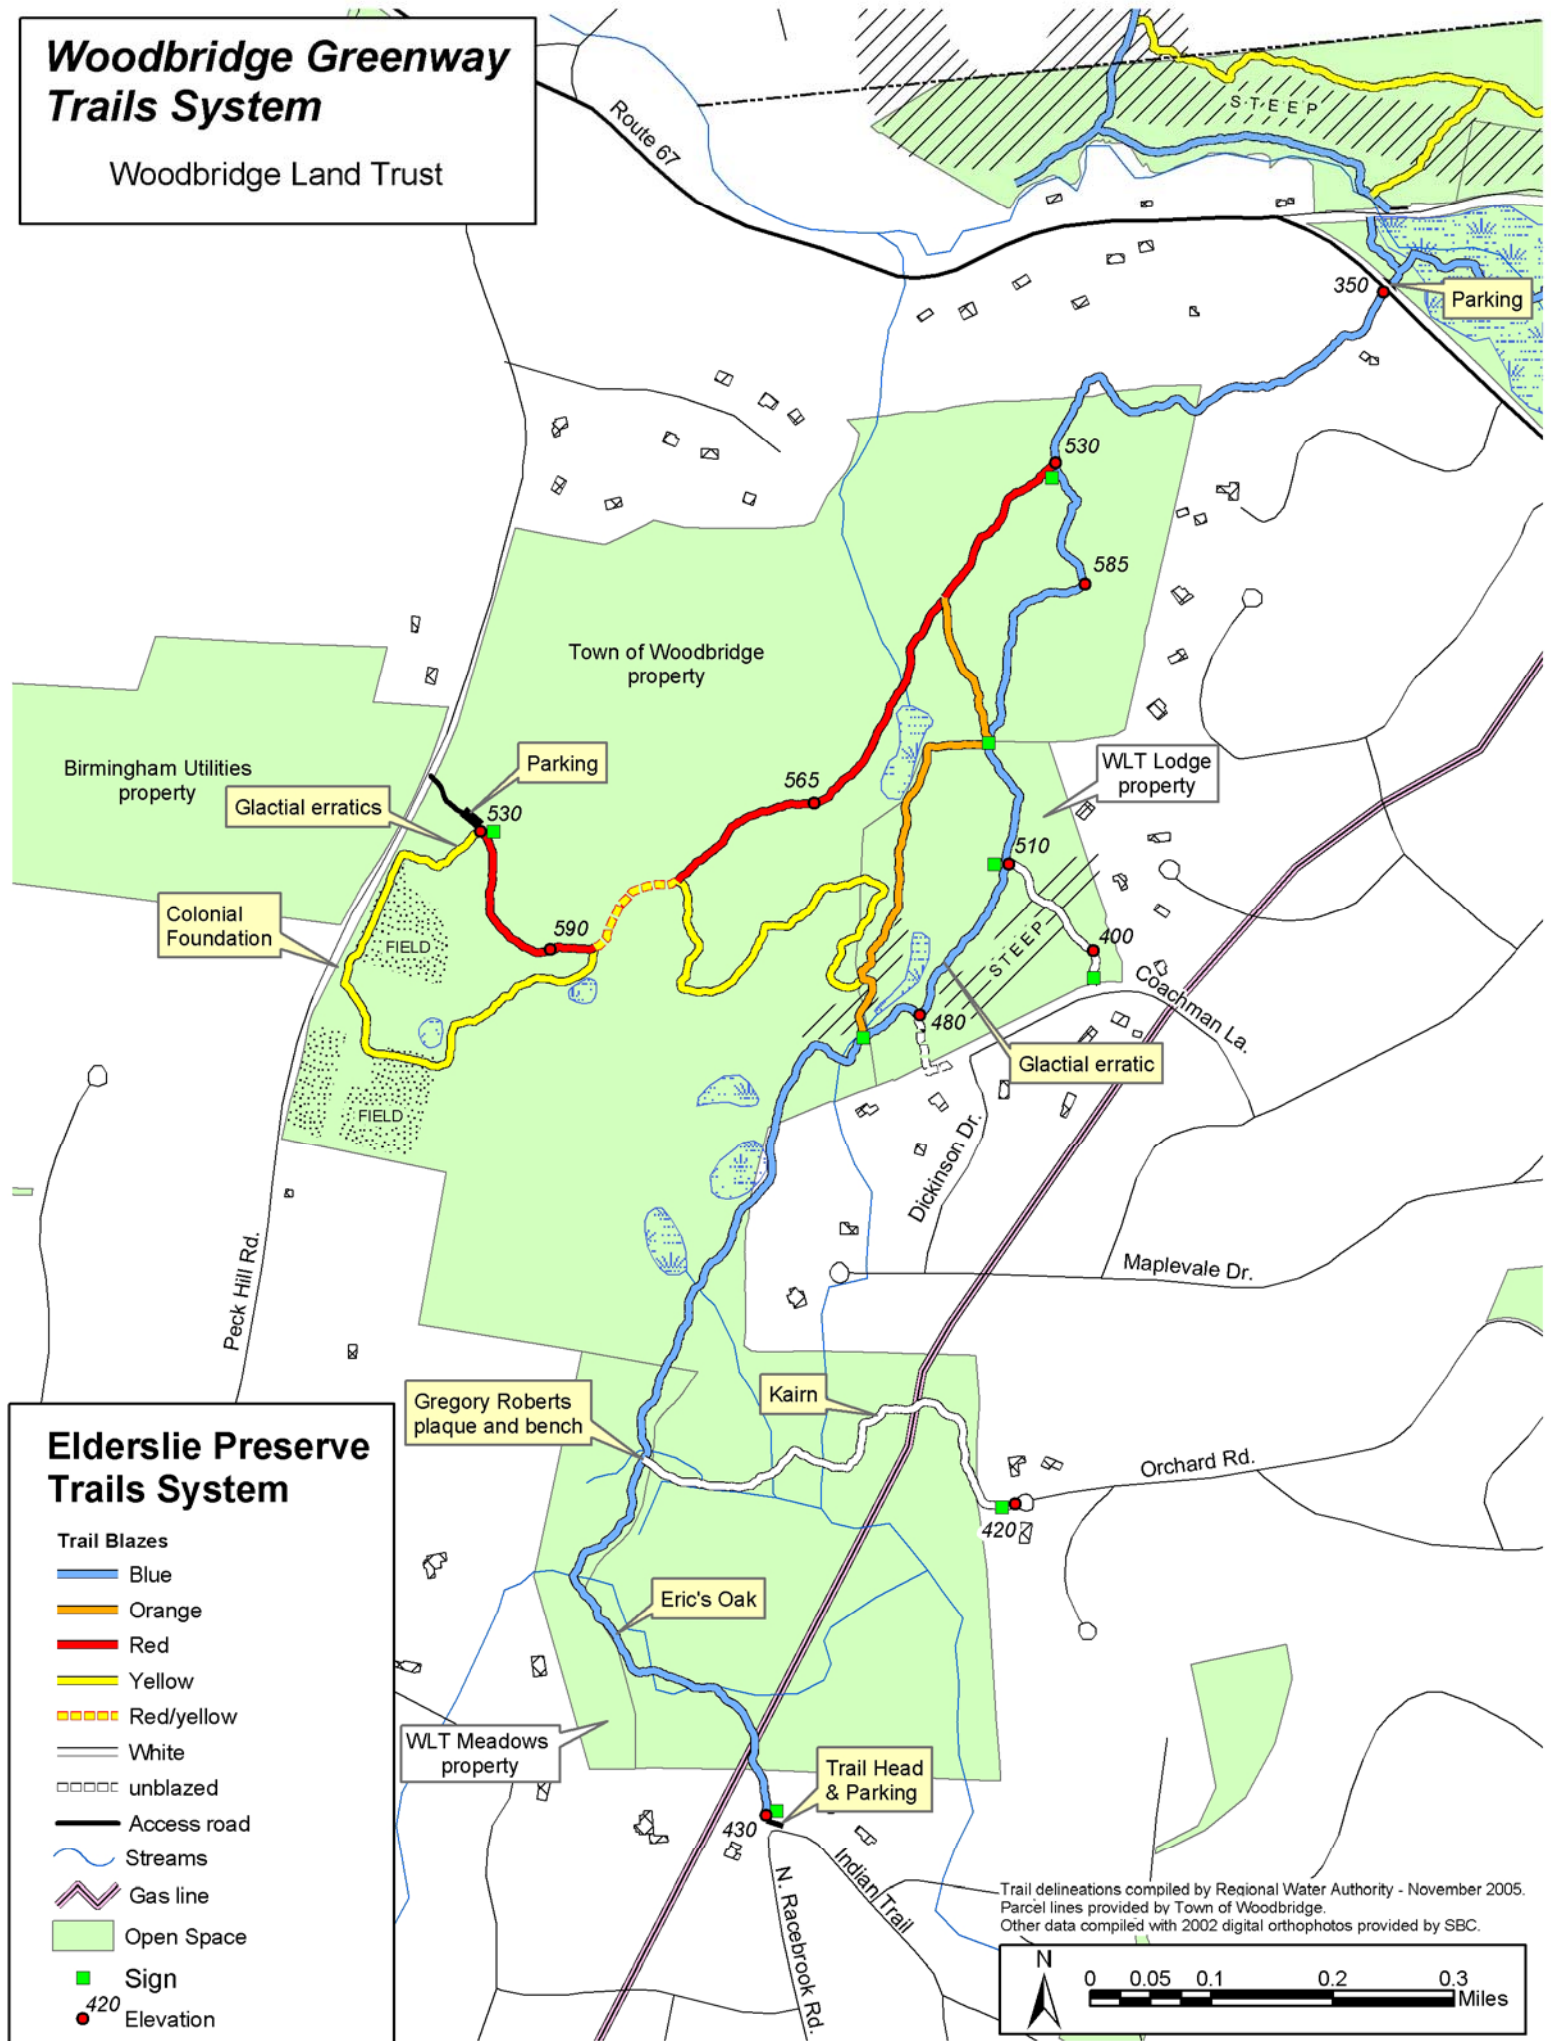 Woodbridge Greenway
Trails System
Woodbridge Land Trust
Route 67
STEEP
350
Parking
530
585
Town of Woodbridge
property
Birmingham Utilities
property
Parking
Glactial erratics
530
565
WLT Lodge
property
510
Colonial
Foundation
FIELD
590
400
STEEP
Coachman La.
480
Glactial erratic
FIELD
Dickinson Dr.
Peck Hill Rd.
Maplevale Dr.
Gregory Roberts
plaque and bench
Kairn
Orchard Rd.
420
Eric's Oak
WLT Meadows
property
Trail Head
& Parking
430
Indian Trail
N. Racebrook Rd.
Elderslie Preserve
Trails System
Trail Blazes
Blue
Orange
Red
Yellow
Red/yellow
White
unblazed
Access road
Streams
Gas line
Open Space
Sign
420
Elevation
Trail delineations compiled by Regional Water Authority - November 2005.
Parcel lines provided by Town of Woodbridge.
Other data compiled with 2002 digital orthophotos provided by SBC.
N
0 0.05 0.1 0.2 0.3
Miles